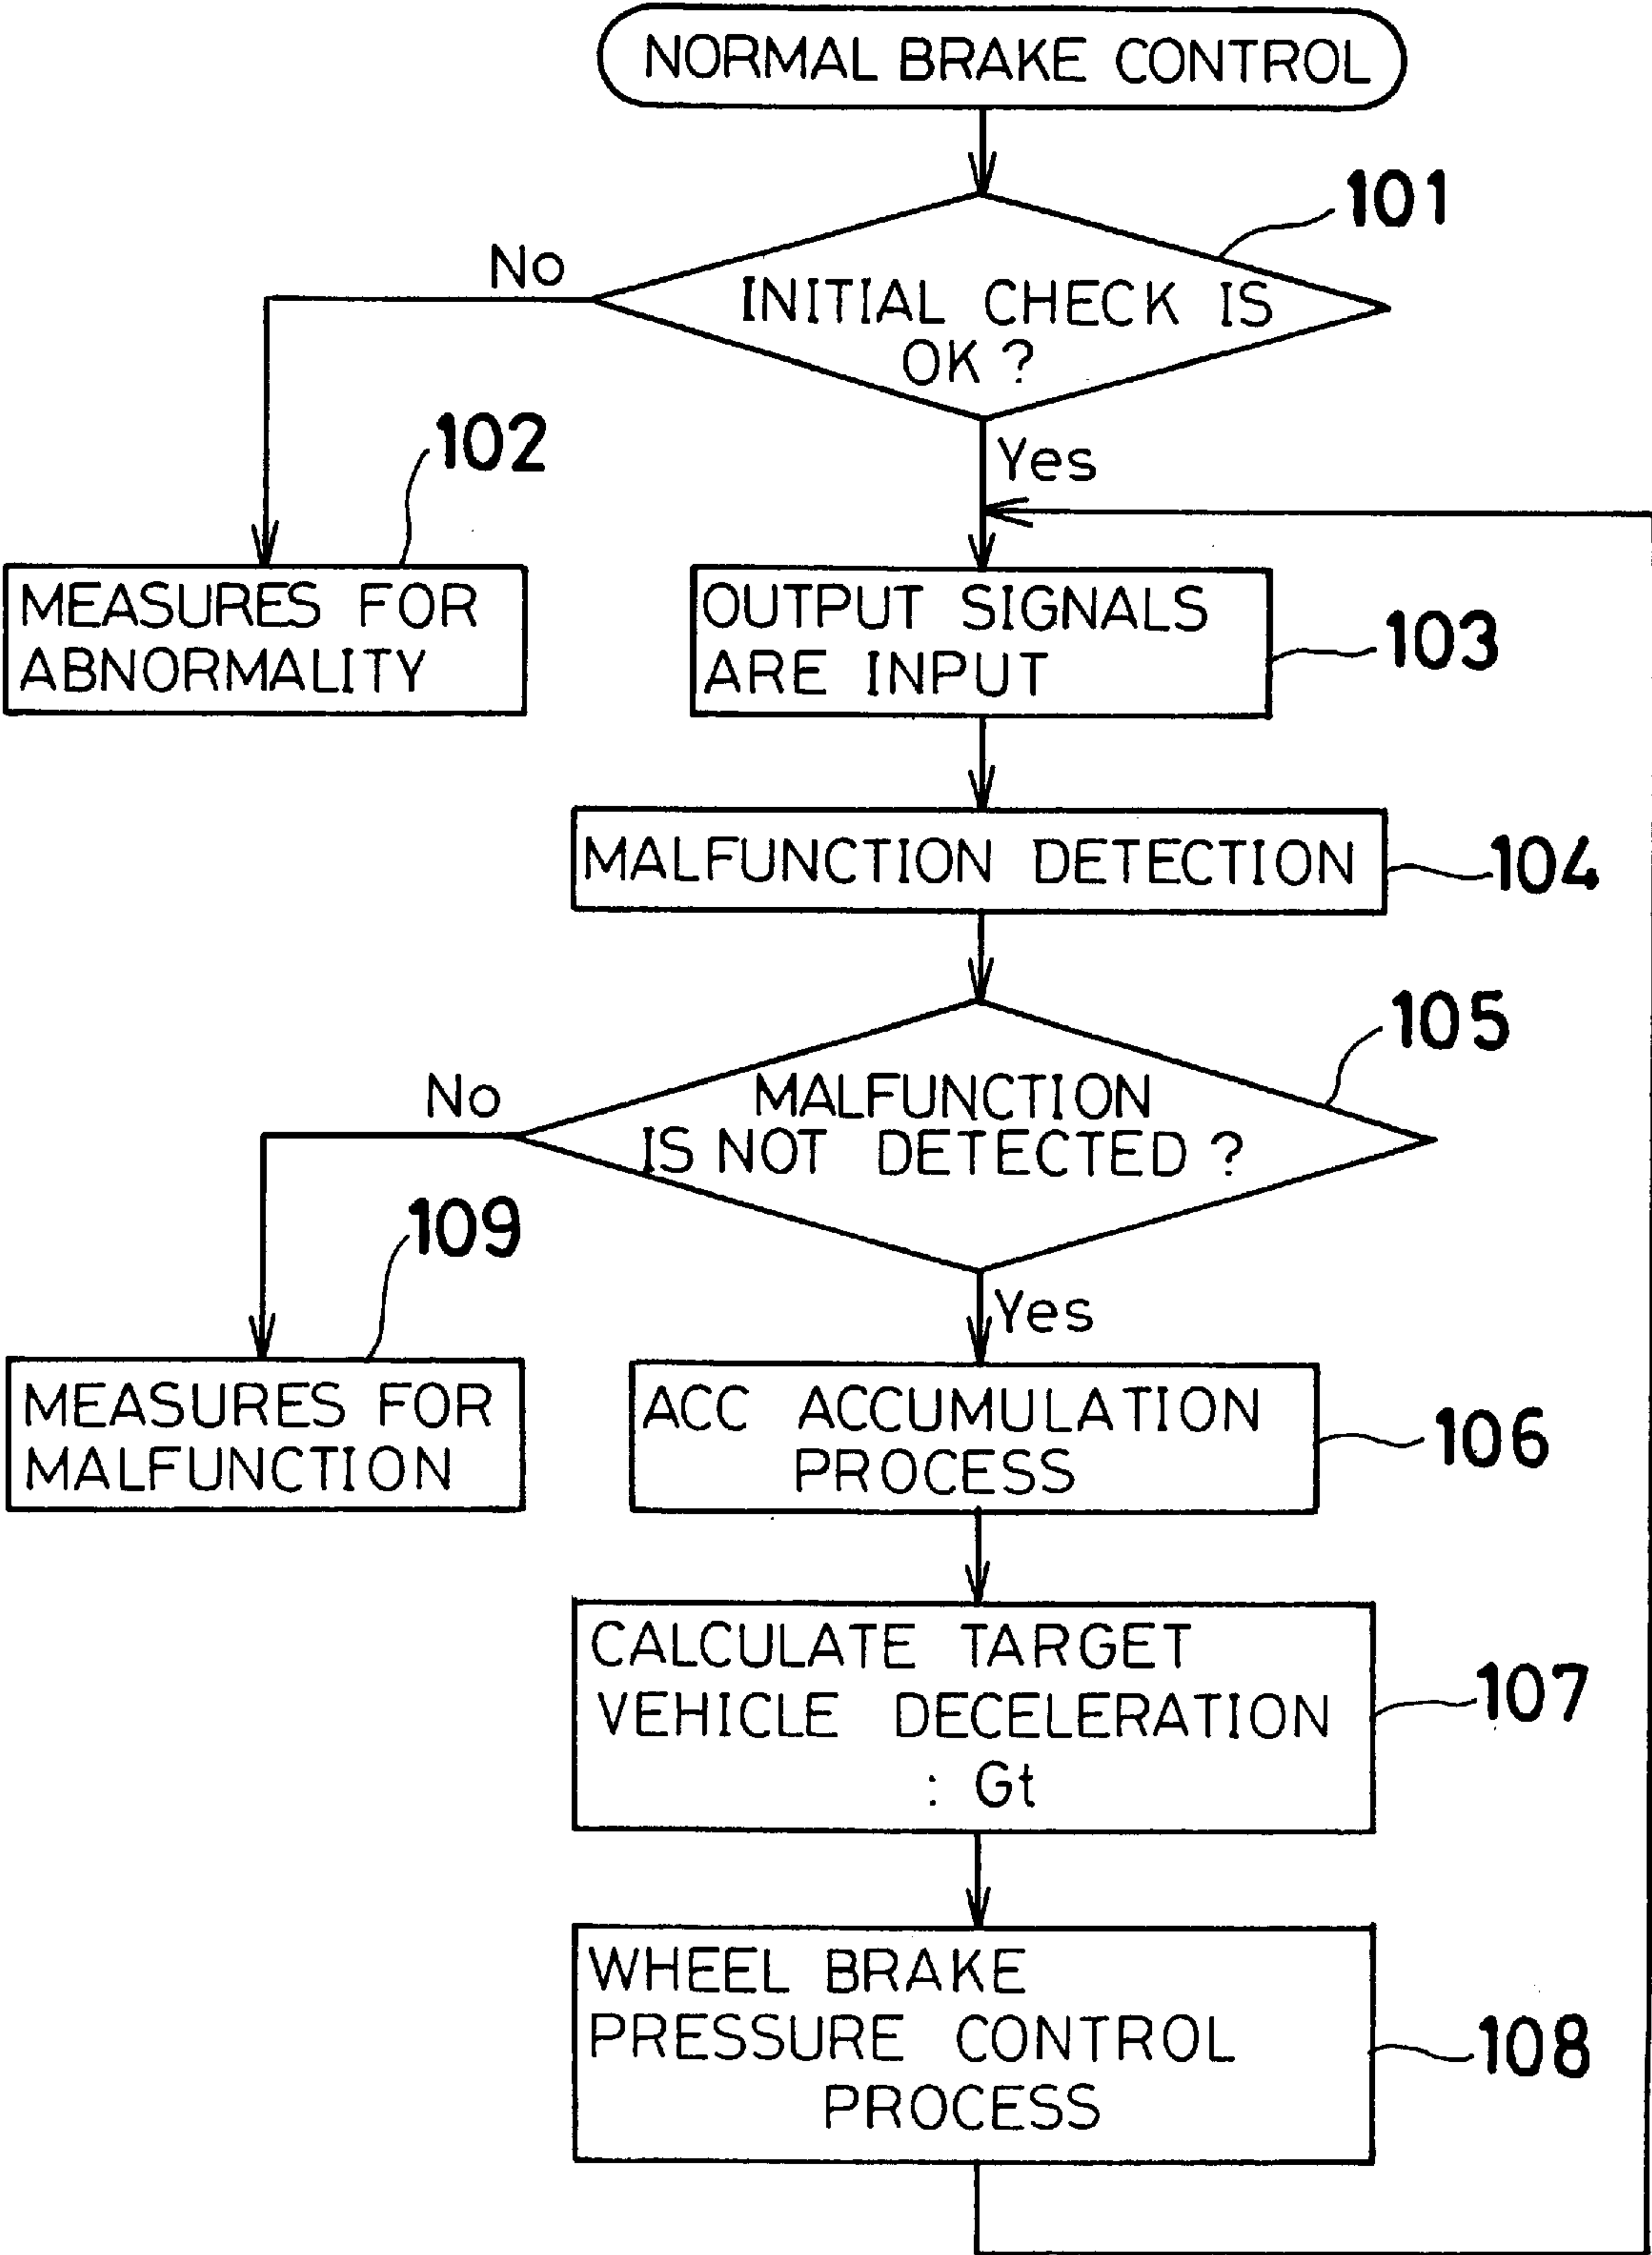 NORMAL BRAKE CONTROL
101
No
INITIAL CHECK IS
OK ?
102
Yes
MEASURES FOR
ABNORMALITY
OUTPUT SIGNALS
ARE INPUT
103
MALFUNCTION DETECTION
104
105
No
MALFUNCTION
IS NOT DETECTED ?
109
Yes
MEASURES FOR
MALFUNCTION
ACC ACCUMULATION
PROCESS
106
CALCULATE TARGET
VEHICLE DECELERATION
: Gt
107
WHEEL BRAKE
PRESSURE CONTROL
PROCESS
108